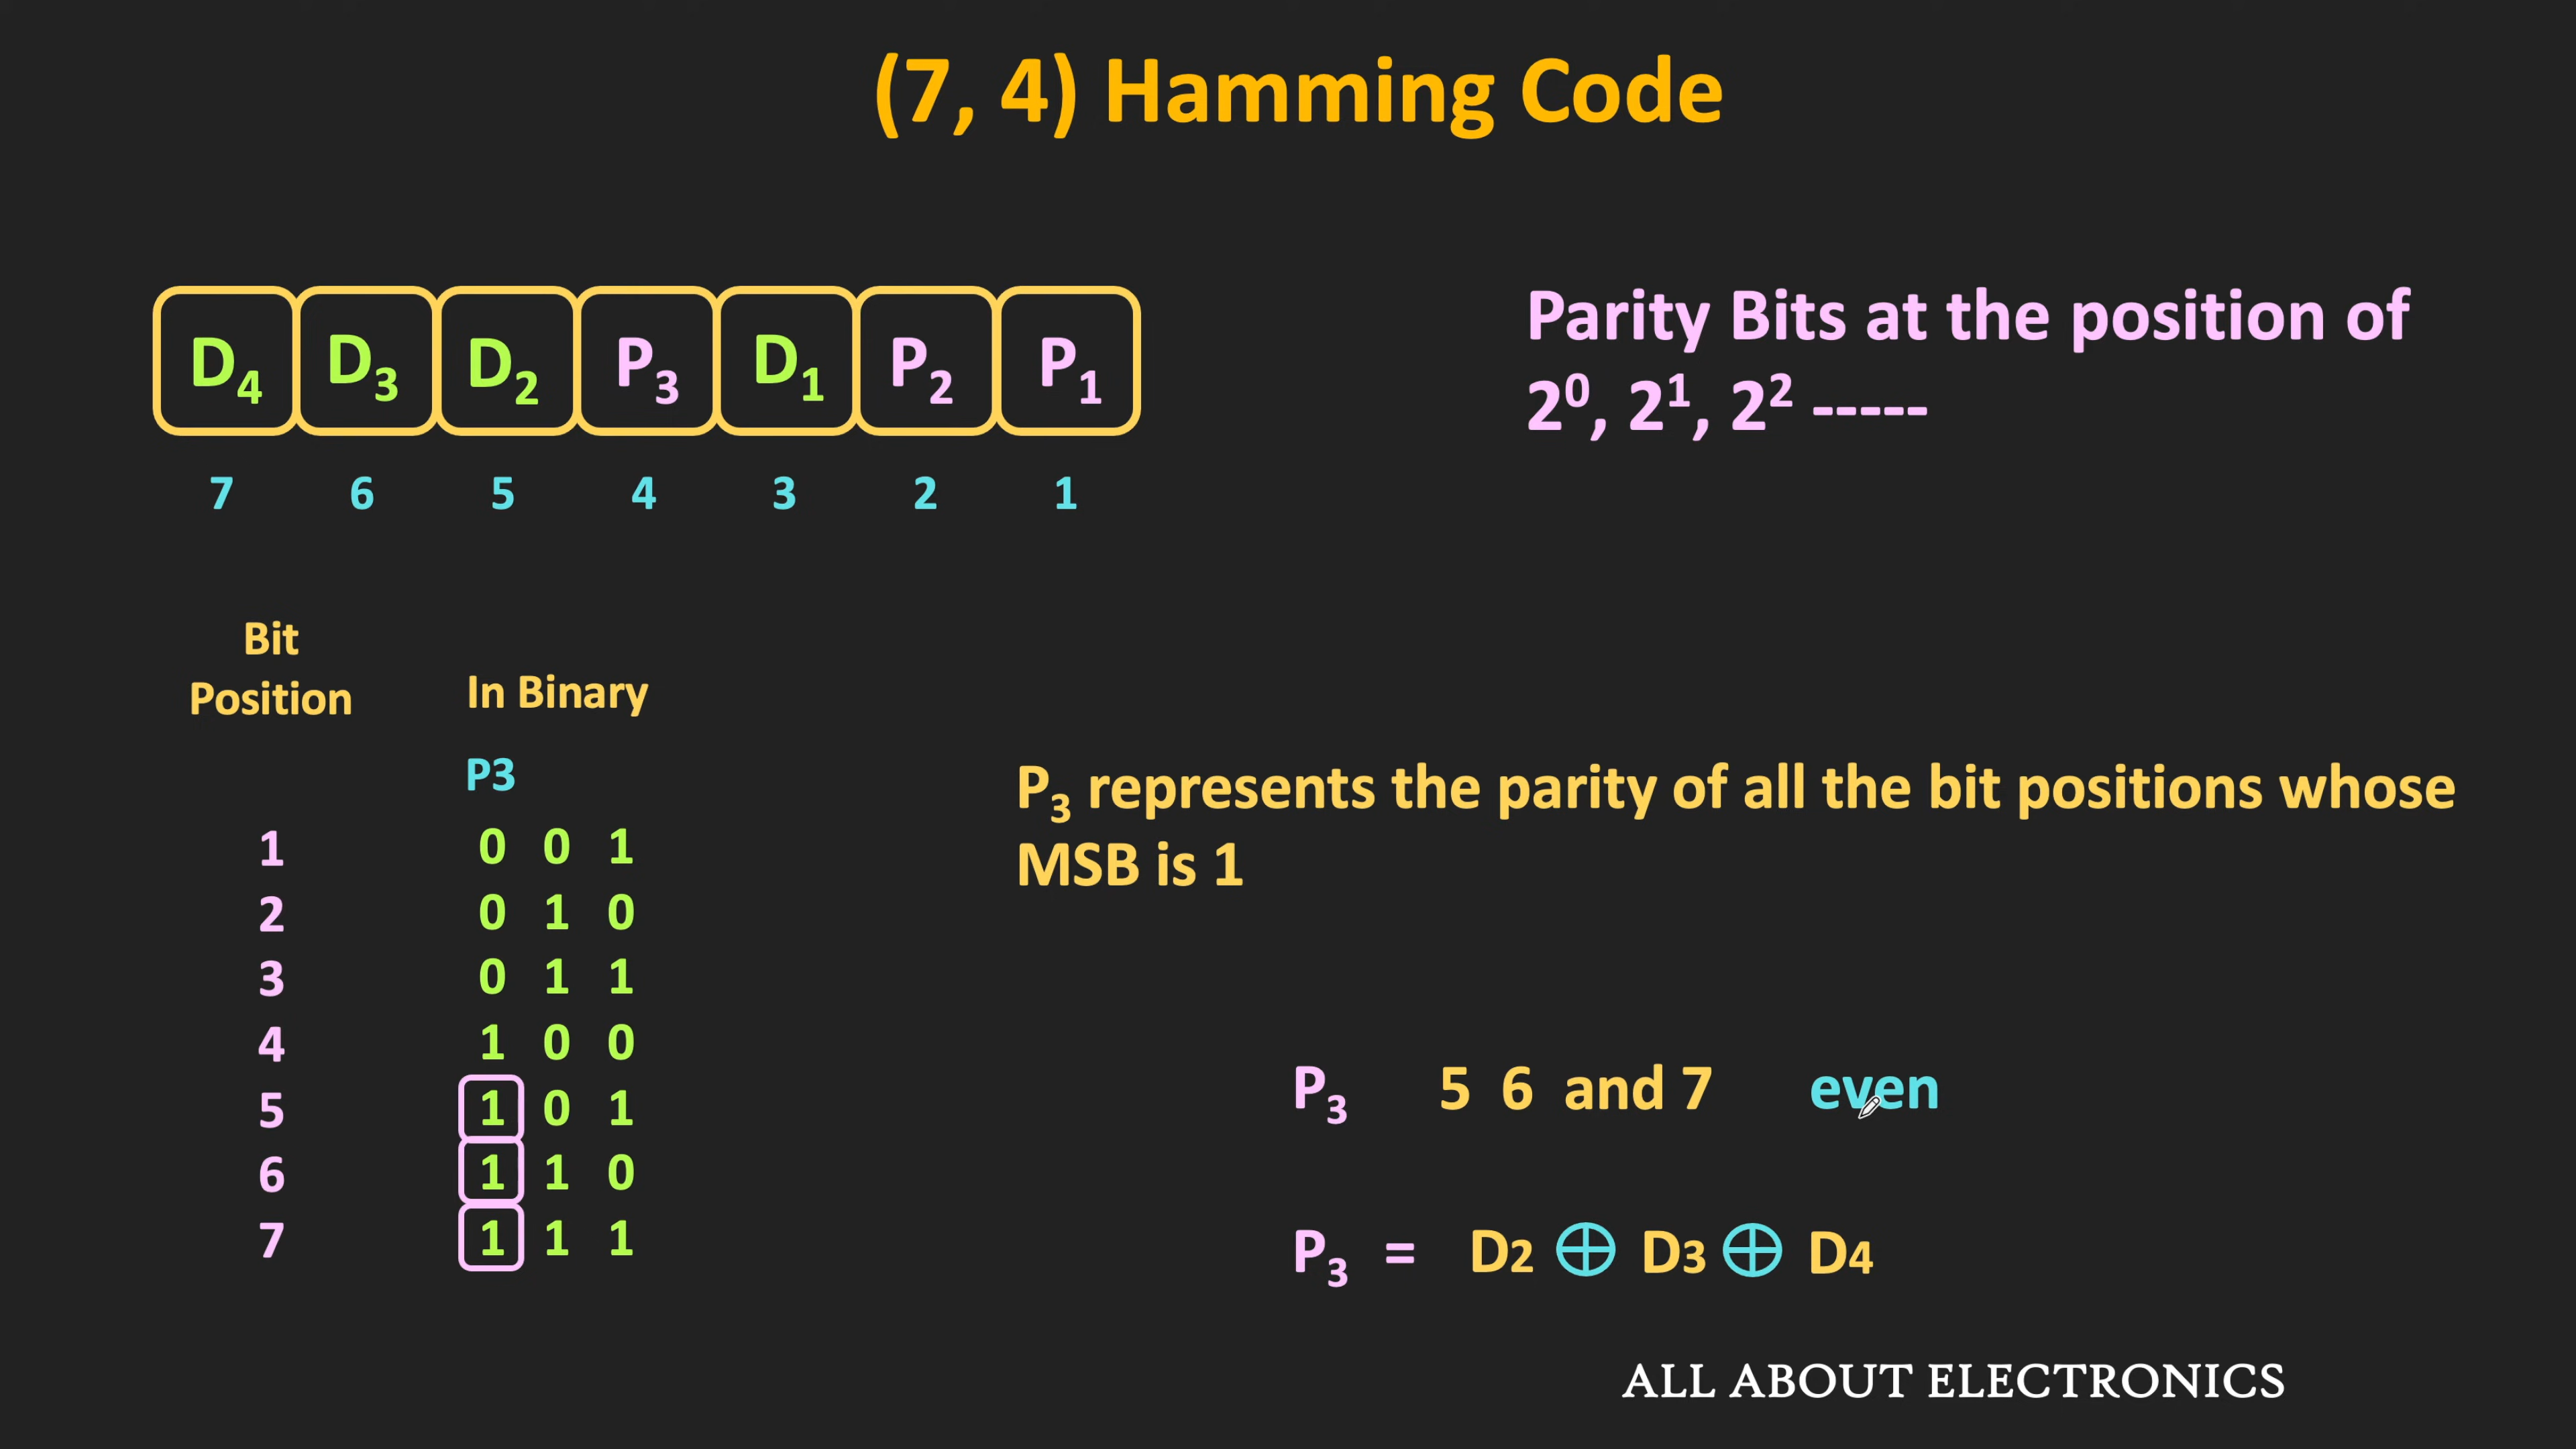 (7, 4) Hamming Code
D₄ D₃ D₂ P₃ D₁ P₂ P₁
7 6 5 4 3 2 1
Parity Bits at the position of
2⁰, 2¹, 2² -----
Bit
Position
In Binary
P3
1 0 0 1
2 0 1 0
3 0 1 1
4 1 0 0
5 1 0 1
6 1 1 0
7 1 1 1
P₃ represents the parity of all the bit positions whose
MSB is 1
P₃ 5 6 and 7 even
P₃ = D2 ⊕ D3 ⊕ D4
ALL ABOUT ELECTRONICS